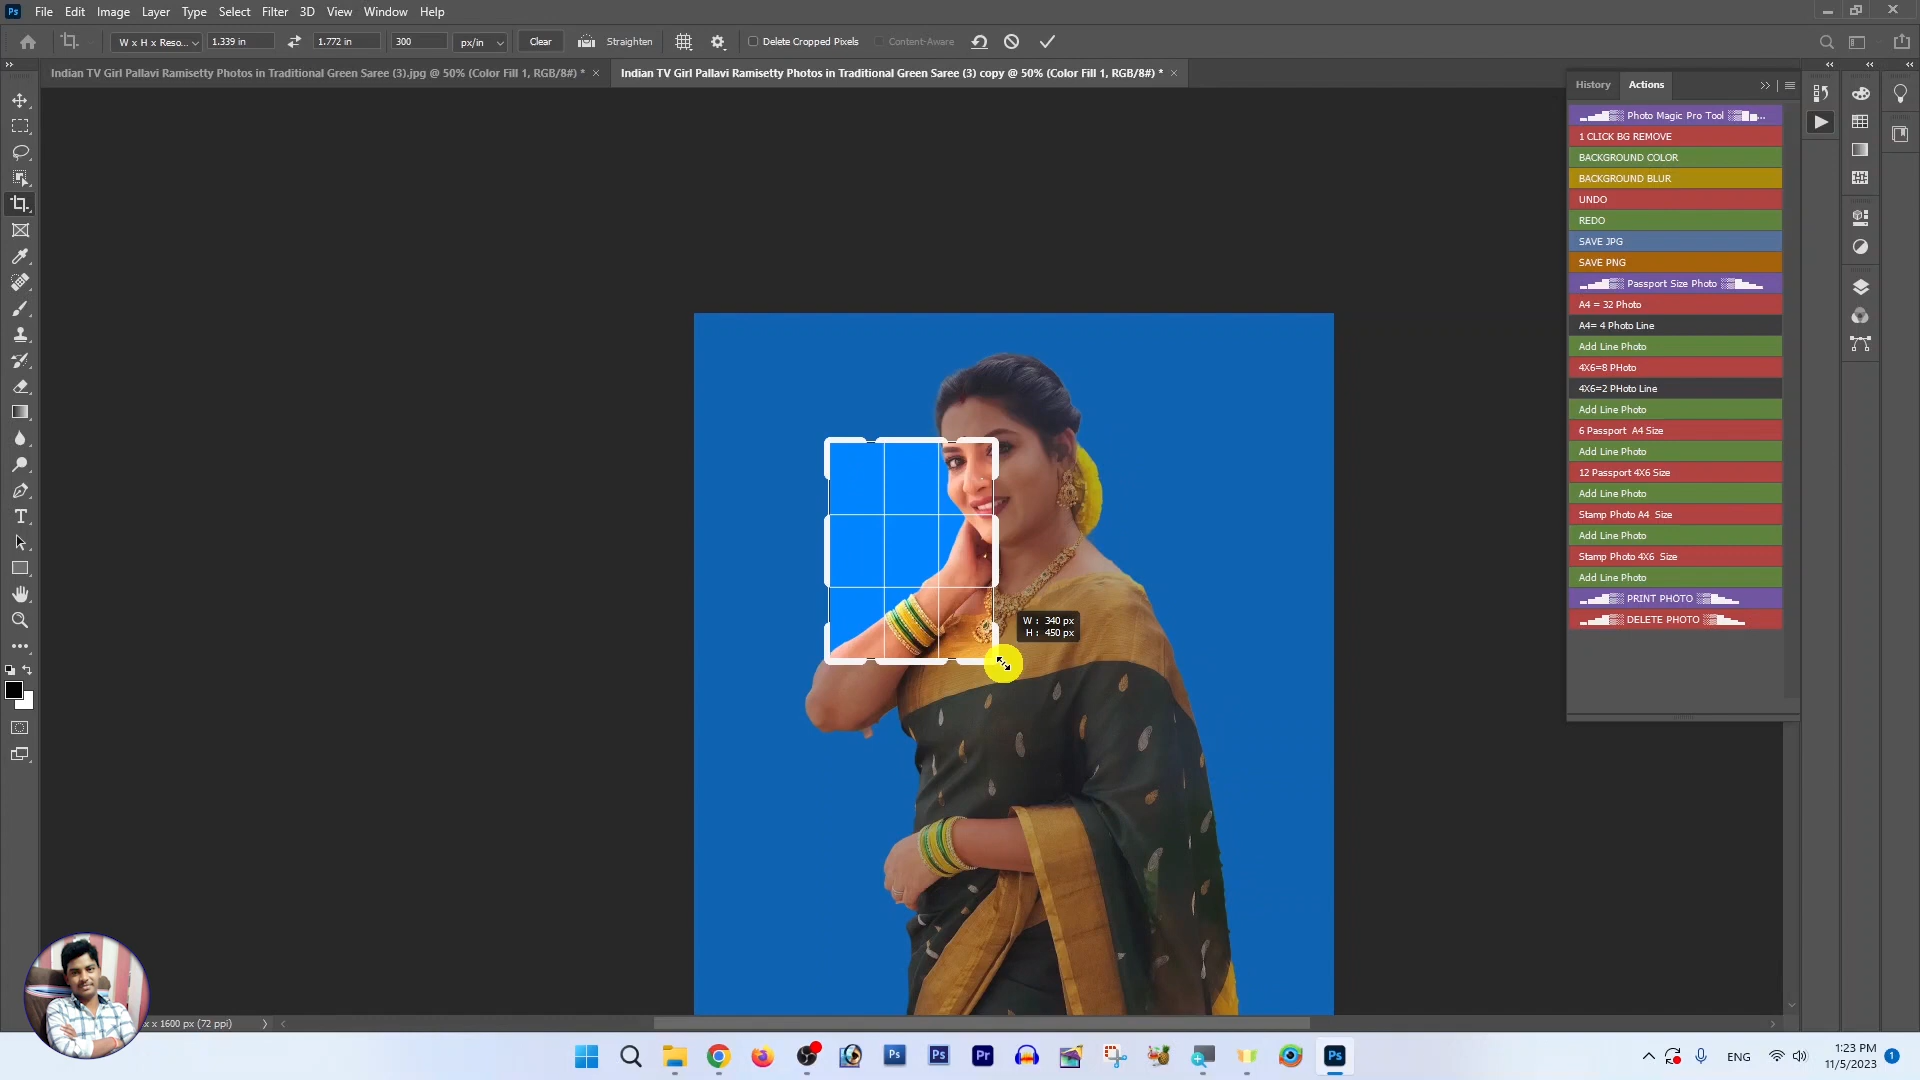 Ps File Edit Image Layer Type Select Filter 3D View Window Help
W x H x Reso... 1.339 in 1.772 in 300 px/in Clear Straighten Delete Cropped Pixels Content-Aware
Indian TV Girl Pallavi Ramisetty Photos in Traditional Green Saree (3).jpg @ 50% (Color Fill 1, RGB/8#) * ×
Indian TV Girl Pallavi Ramisetty Photos in Traditional Green Saree (3) copy @ 50% (Color Fill 1, RGB/8#) * ×
History Actions
Photo Magic Pro Tool
1 CLICK BG REMOVE
BACKGROUND COLOR
BACKGROUND BLUR
UNDO
REDO
SAVE JPG
SAVE PNG
Passport Size Photo
A4 = 32 Photo
A4= 4 Photo Line
Add Line Photo
4X6=8 PHoto
4X6=2 PHoto Line
Add Line Photo
6 Passport  A4 Size
Add Line Photo
12 Passport 4X6 Size
Add Line Photo
Stamp Photo A4  Size
Add Line Photo
Stamp Photo 4X6  Size
Add Line Photo
PRINT PHOTO
DELETE PHOTO
W : 340 px
H : 450 px
x x 1600 px (72 ppi)
Ps Ps Pr Ps
ENG
1:23 PM
11/5/2023
1